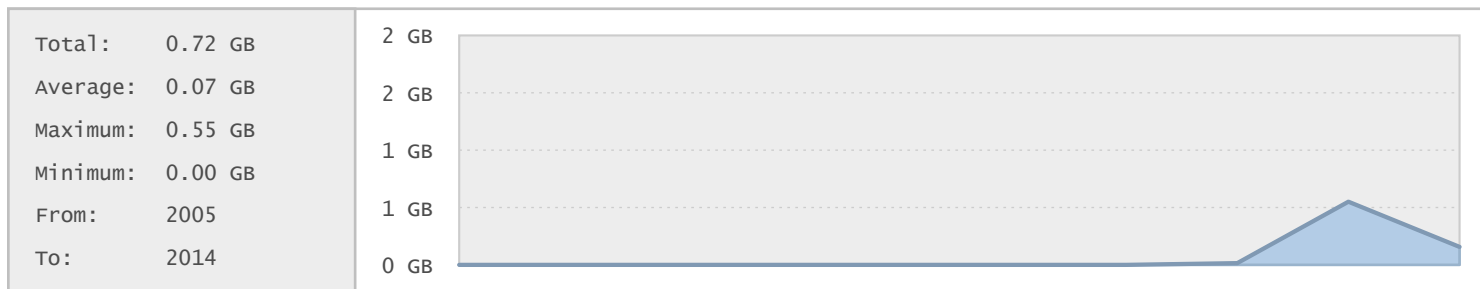 Total: 0.72 GB
Average: 0.07 GB
Maximum: 0.55 GB
Minimum: 0.00 GB
From: 2005
To: 2014
2 GB
2 GB
1 GB
1 GB
0 GB